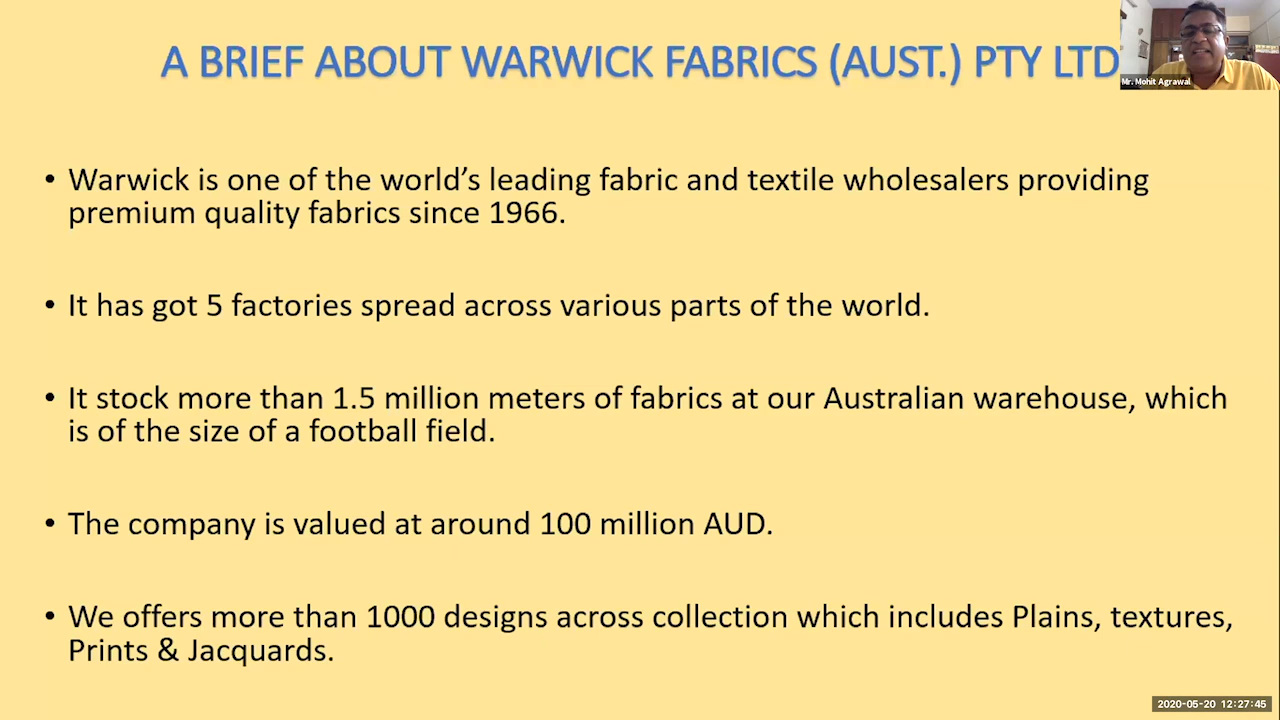 A BRIEF ABOUT WARWICK FABRICS (AUST.) PTY LTD
Mr. Mohit Agrawal
• Warwick is one of the world’s leading fabric and textile wholesalers providing
premium quality fabrics since 1966.
• It has got 5 factories spread across various parts of the world.
• It stock more than 1.5 million meters of fabrics at our Australian warehouse, which
is of the size of a football field.
• The company is valued at around 100 million AUD.
• We offers more than 1000 designs across collection which includes Plains, textures,
Prints & Jacquards.
2020-05-20 12:27:45